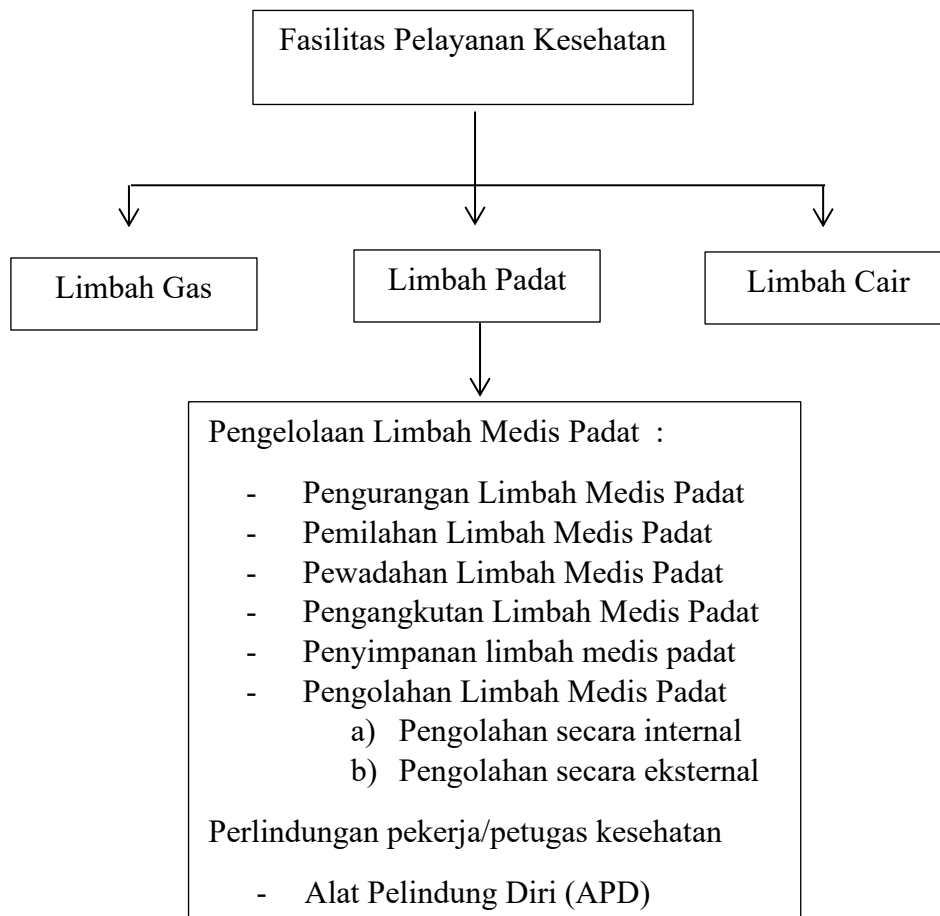 Fasilitas Pelayanan Kesehatan
Limbah Gas
Limbah Padat
Limbah Cair
Pengelolaan Limbah Medis Padat :
- Pengurangan Limbah Medis Padat
- Pemilahan Limbah Medis Padat
- Pewadahan Limbah Medis Padat
- Pengangkutan Limbah Medis Padat
- Penyimpanan limbah medis padat
- Pengolahan Limbah Medis Padat
a) Pengolahan secara internal
b) Pengolahan secara eksternal
Perlindungan pekerja/petugas kesehatan
- Alat Pelindung Diri (APD)